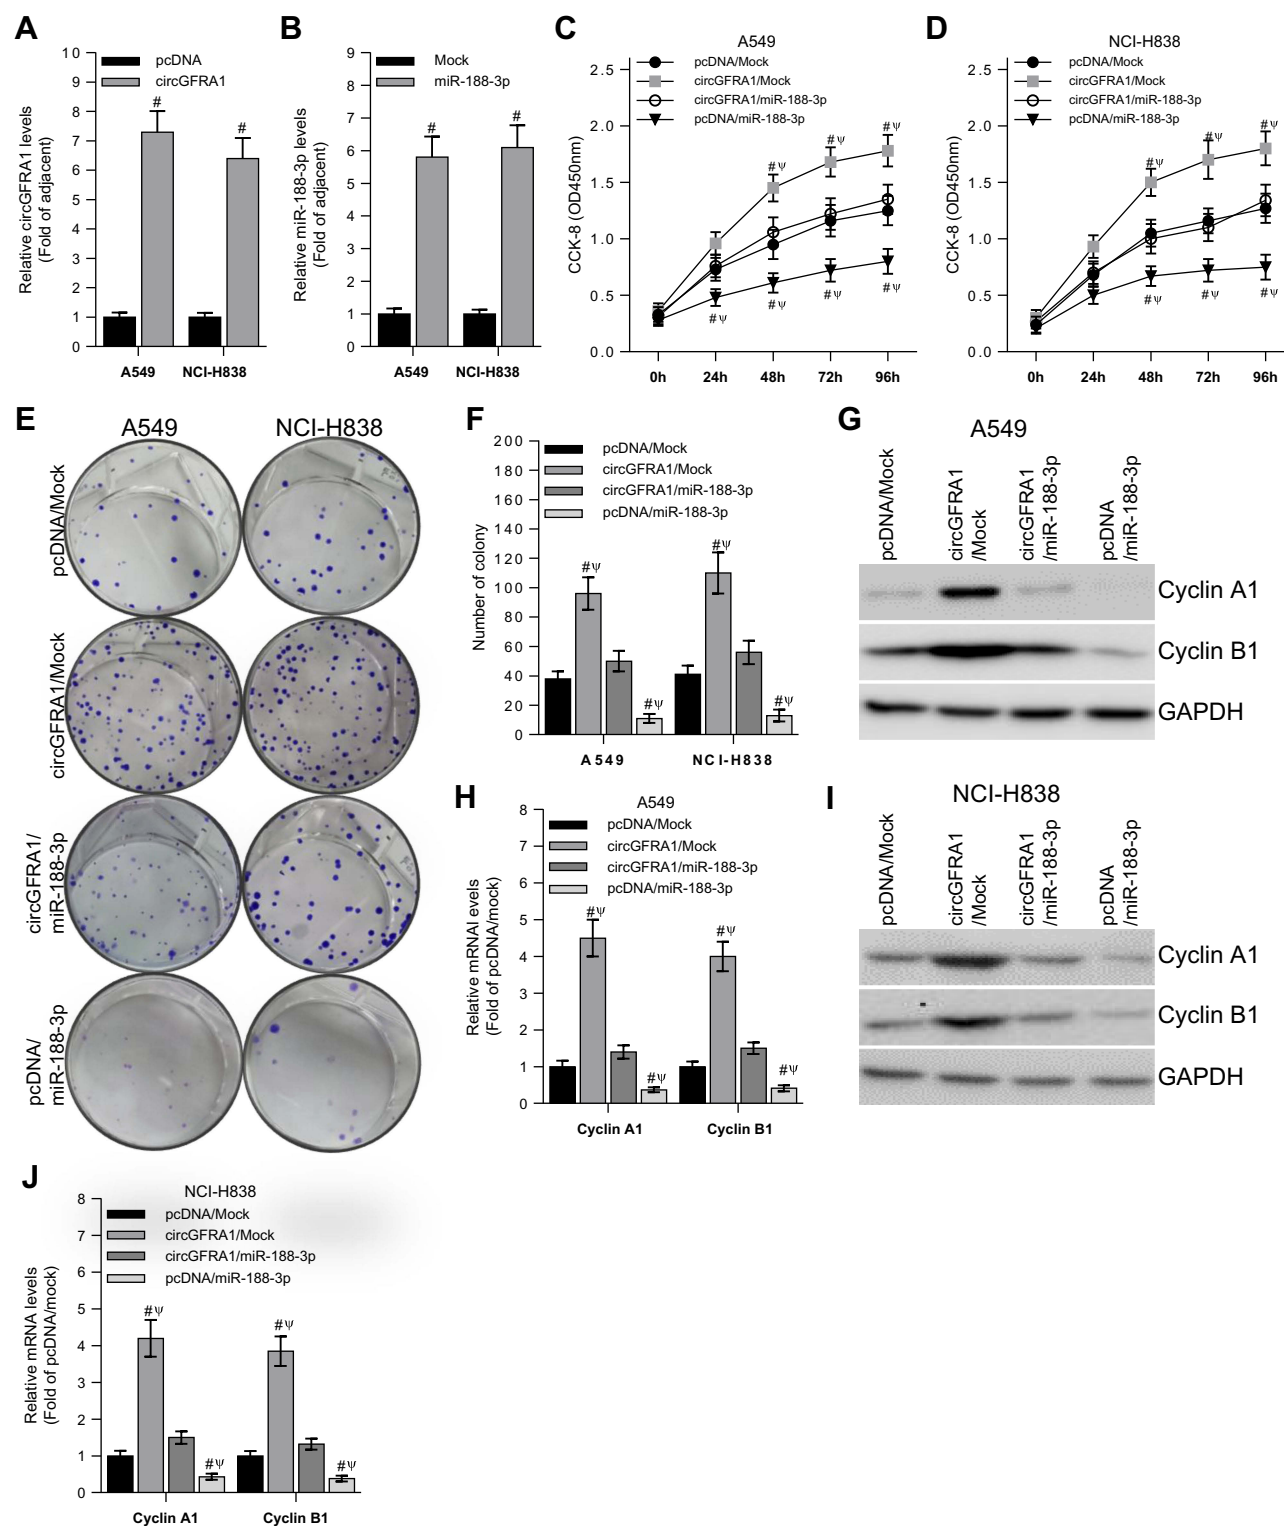 A
Relative circGFRA1 levels
(Fold of adjacent)
10
9
8
7
6
5
4
3
2
1
0
pcDNA
circGFRA1
#
#
A549
NCI-H838
B
Relative miR-188-3p levels
(Fold of adjacent)
9
8
7
6
5
4
3
2
1
0
Mock
miR-188-3p
#
#
A549
NCI-H838
C
A549
CCK-8 (OD450nm)
2.5
2.0
1.5
1.0
0.5
0.0
pcDNA/Mock
circGFRA1/Mock
circGFRA1/miR-188-3p
pcDNA/miR-188-3p
#ψ
#ψ
#ψ
#ψ
#ψ
#ψ
#ψ
0h
24h
48h
72h
96h
D
NCI-H838
CCK-8 (OD450nm)
2.5
2.0
1.5
1.0
0.5
0.0
pcDNA/Mock
circGFRA1/Mock
circGFRA1/miR-188-3p
pcDNA/miR-188-3p
#ψ
#ψ
#ψ
#ψ
#ψ
#ψ
0h
24h
48h
72h
96h
E
A549
NCI-H838
pcDNA/Mock
circGFRA1/Mock
circGFRA1/
miR-188-3p
pcDNA/
miR-188-3p
F
Number of colony
200
180
160
140
120
100
80
60
40
20
0
pcDNA/Mock
circGFRA1/Mock
circGFRA1/miR-188-3p
pcDNA/miR-188-3p
#ψ
#ψ
#ψ
#ψ
A549
NCI-H838
G
A549
pcDNA/Mock
circGFRA1
/Mock
circGFRA1
/miR-188-3p
pcDNA
/miR-188-3p
Cyclin A1
Cyclin B1
GAPDH
H
A549
Relative mRNAl evels
(Fold of pcDNA/mock)
8
7
6
5
4
3
2
1
0
pcDNA/Mock
circGFRA1/Mock
circGFRA1/miR-188-3p
pcDNA/miR-188-3p
#ψ
#ψ
#ψ
#ψ
Cyclin A1
Cyclin B1
I
NCI-H838
pcDNA/Mock
circGFRA1
/Mock
circGFRA1
/miR-188-3p
pcDNA
/miR-188-3p
Cyclin A1
Cyclin B1
GAPDH
J
NCI-H838
Relative mRNA levels
(Fold of pcDNA/mock)
8
7
6
5
4
3
2
1
0
pcDNA/Mock
circGFRA1/Mock
circGFRA1/miR-188-3p
pcDNA/miR-188-3p
#ψ
#ψ
#ψ
#ψ
Cyclin A1
Cyclin B1